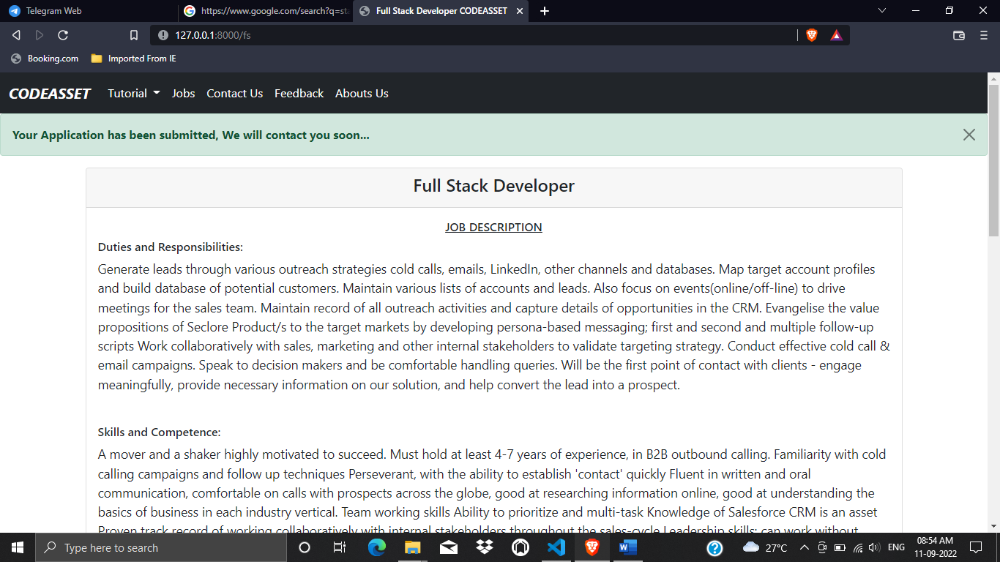 Telegram Web
https://www.google.com/search?q=sta
Full Stack Developer CODEASSET
127.0.0.1:8000/fs
Booking.com
Imported From IE
CODEASSET
Tutorial
Jobs
Contact Us
Feedback
Abouts Us
Your Application has been submitted, We will contact you soon...
Full Stack Developer
JOB DESCRIPTION
Duties and Responsibilities:
Generate leads through various outreach strategies cold calls, emails, LinkedIn, other channels and databases. Map target account profiles
and build database of potential customers. Maintain various lists of accounts and leads. Also focus on events(online/off-line) to drive
meetings for the sales team. Maintain record of all outreach activities and capture details of opportunities in the CRM. Evangelise the value
propositions of Seclore Product/s to the target markets by developing persona-based messaging; first and second and multiple follow-up
scripts Work collaboratively with sales, marketing and other internal stakeholders to validate targeting strategy. Conduct effective cold call &
email campaigns. Speak to decision makers and be comfortable handling queries. Will be the first point of contact with clients - engage
meaningfully, provide necessary information on our solution, and help convert the lead into a prospect.
Skills and Competence:
A mover and a shaker highly motivated to succeed. Must hold at least 4-7 years of experience, in B2B outbound calling. Familiarity with cold
calling campaigns and follow up techniques Perseverant, with the ability to establish 'contact' quickly Fluent in written and oral
communication, comfortable on calls with prospects across the globe, good at researching information online, good at understanding the
basics of business in each industry vertical. Team working skills Ability to prioritize and multi-task Knowledge of Salesforce CRM is an asset
Proven track record of working collaboratively with internal stakeholders throughout the sales-cycle Leadership skills: can work without
Type here to search
27°C
ENG
08:54 AM
11-09-2022